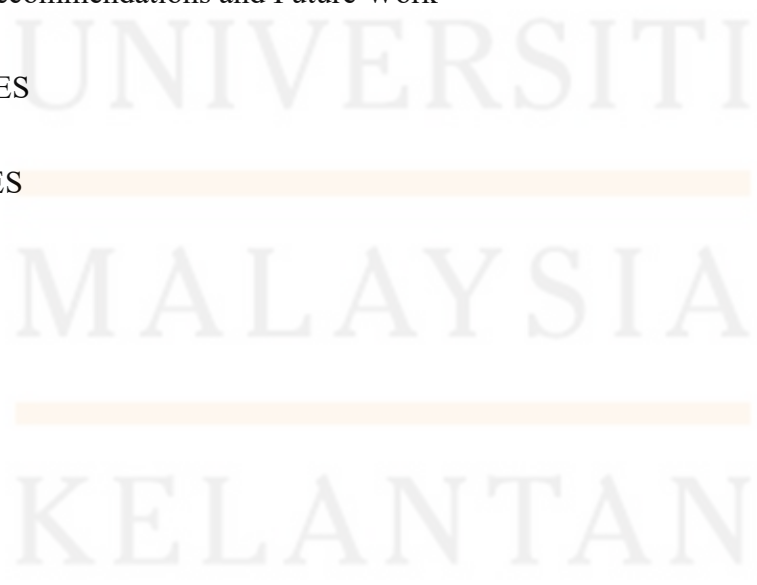 ecommendations and Future Work
UNIVERSITI
ES
ES
MALAYSIA
KELANTAN